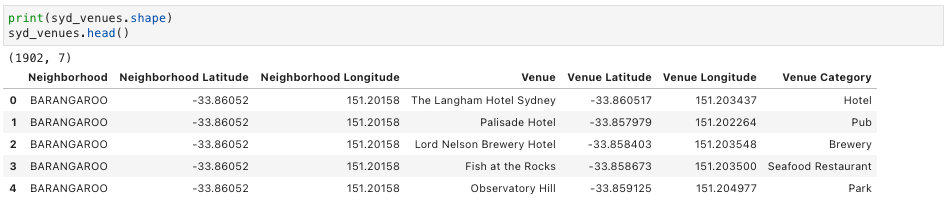 print(syd_venues.shape)
syd_venues.head()
(1902, 7)
Neighborhood Neighborhood Latitude Neighborhood Longitude Venue Venue Latitude Venue Longitude Venue Category
0 BARANGAROO -33.86052 151.20158 The Langham Hotel Sydney -33.860517 151.203437 Hotel
1 BARANGAROO -33.86052 151.20158 Palisade Hotel -33.857979 151.202264 Pub
2 BARANGAROO -33.86052 151.20158 Lord Nelson Brewery Hotel -33.858403 151.203548 Brewery
3 BARANGAROO -33.86052 151.20158 Fish at the Rocks -33.858673 151.203500 Seafood Restaurant
4 BARANGAROO -33.86052 151.20158 Observatory Hill -33.859125 151.204977 Park